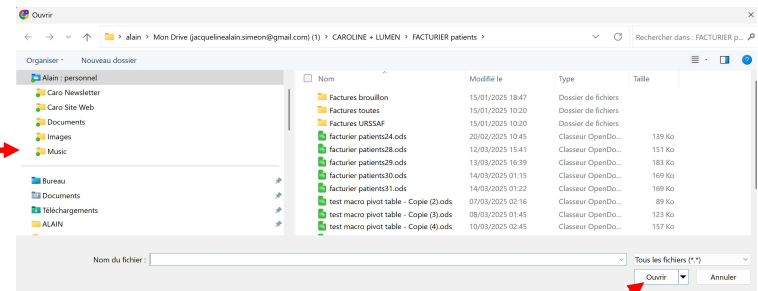 Ouvrir
alain > Mon Drive (jacquelinealain.simeon@gmail.com) (1) > CAROLINE + LUMEN > FACTURIER patients >
Rechercher dans : FACTURIER p...
Organiser
Nouveau dossier
Alain : personnel
Caro Newsletter
Caro Site Web
Documents
Images
Music
Bureau
Documents
Téléchargements
ALAIN
Nom Modifié le Type Taille
Factures brouillon 15/01/2025 18:47 Dossier de fichiers
Factures toutes 15/01/2025 10:20 Dossier de fichiers
Factures URSSAF 15/01/2025 10:20 Dossier de fichiers
facturier patients24.ods 20/02/2025 10:45 Classeur OpenDo... 139 Ko
facturier patients28.ods 12/03/2025 15:41 Classeur OpenDo... 151 Ko
facturier patients29.ods 13/03/2025 16:39 Classeur OpenDo... 183 Ko
facturier patients30.ods 14/03/2025 01:15 Classeur OpenDo... 169 Ko
facturier patients31.ods 14/03/2025 01:22 Classeur OpenDo... 169 Ko
test macro pivot table - Copie (2).ods 07/03/2025 02:16 Classeur OpenDo... 89 Ko
test macro pivot table - Copie (3).ods 08/03/2025 01:45 Classeur OpenDo... 123 Ko
test macro pivot table - Copie (4).ods 10/03/2025 02:45 Classeur OpenDo... 157 Ko
Nom du fichier :
Tous les fichiers (*.*)
Ouvrir
Annuler